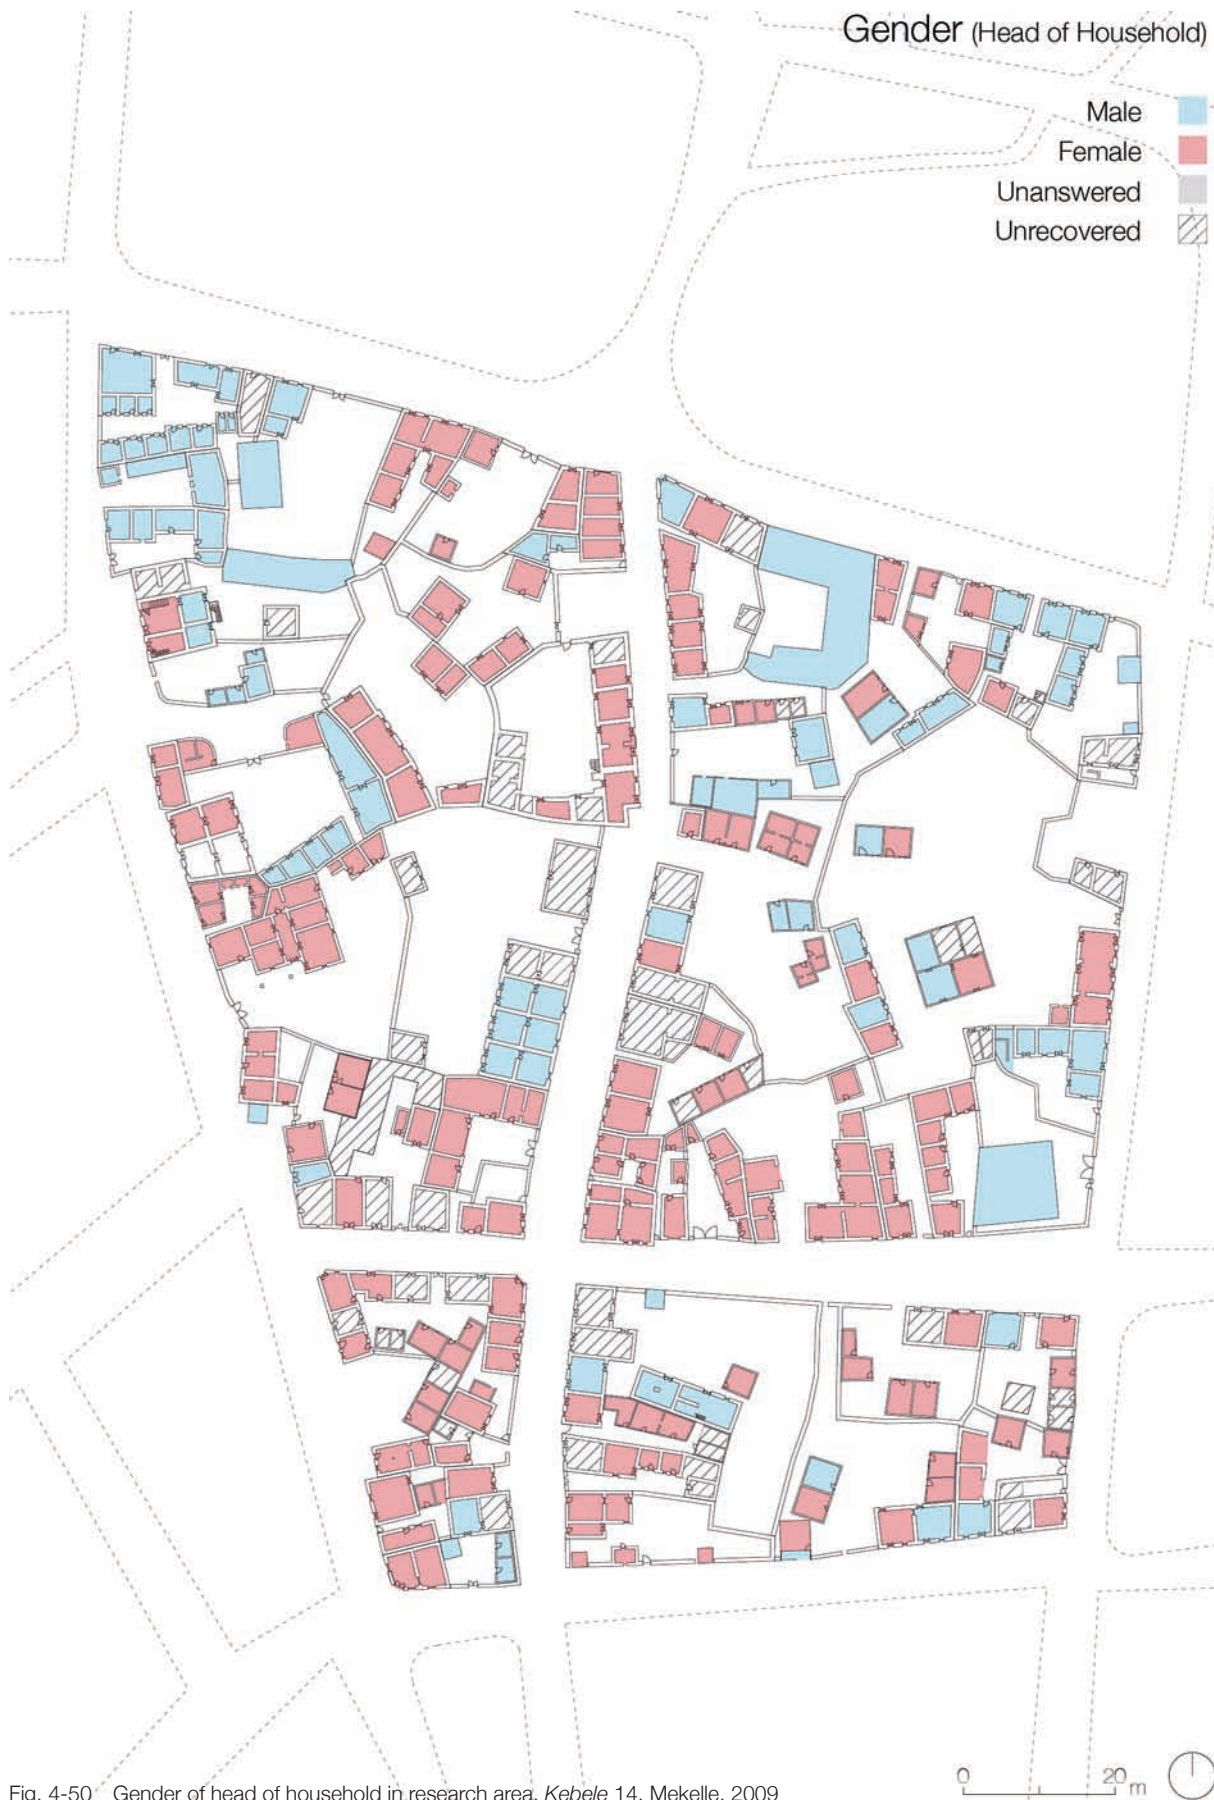 Gender (Head of Household)
Male
Female
Unanswered
Unrecovered
0 20 m
Fig. 4-50 Gender of head of household in research area, Kebele 14, Mekelle, 2009